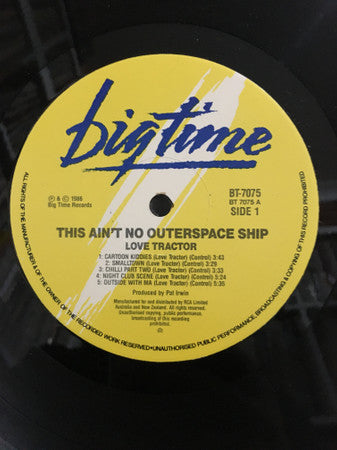 bigtime
℗ & © 1986
Big Time Records
BT-7075
BT 7075 A
SIDE 1
THIS AIN'T NO OUTERSPACE SHIP
LOVE TRACTOR
1: CARTOON KIDDIES (Love Tractor) (Control) 3:43
2: SMALLTOWN (Love Tractor) (Control) 3:29
3: CHILLI PART TWO (Love Tractor) (Control) 3:33
4: NIGHT CLUB SCENE (Love Tractor) (Control) 5:24
5: OUTSIDE WITH MA (Love Tractor) (Control) 5:35
Produced by Pat Irwin
Manufactured for and distributed by RCA Limited
Australia and New Zealand. All rights reserved.
Unauthorised copying, public performance,
broadcasting of this recording
prohibited.
ALL RIGHTS OF THE MANUFACTURER & OF THE OWNER OF THE RECORDED WORK RESERVED•UNAUTHORISED PUBLIC PERFORMANCE, BROADCASTING & COPYING OF THIS RECORD PROHIBITED.